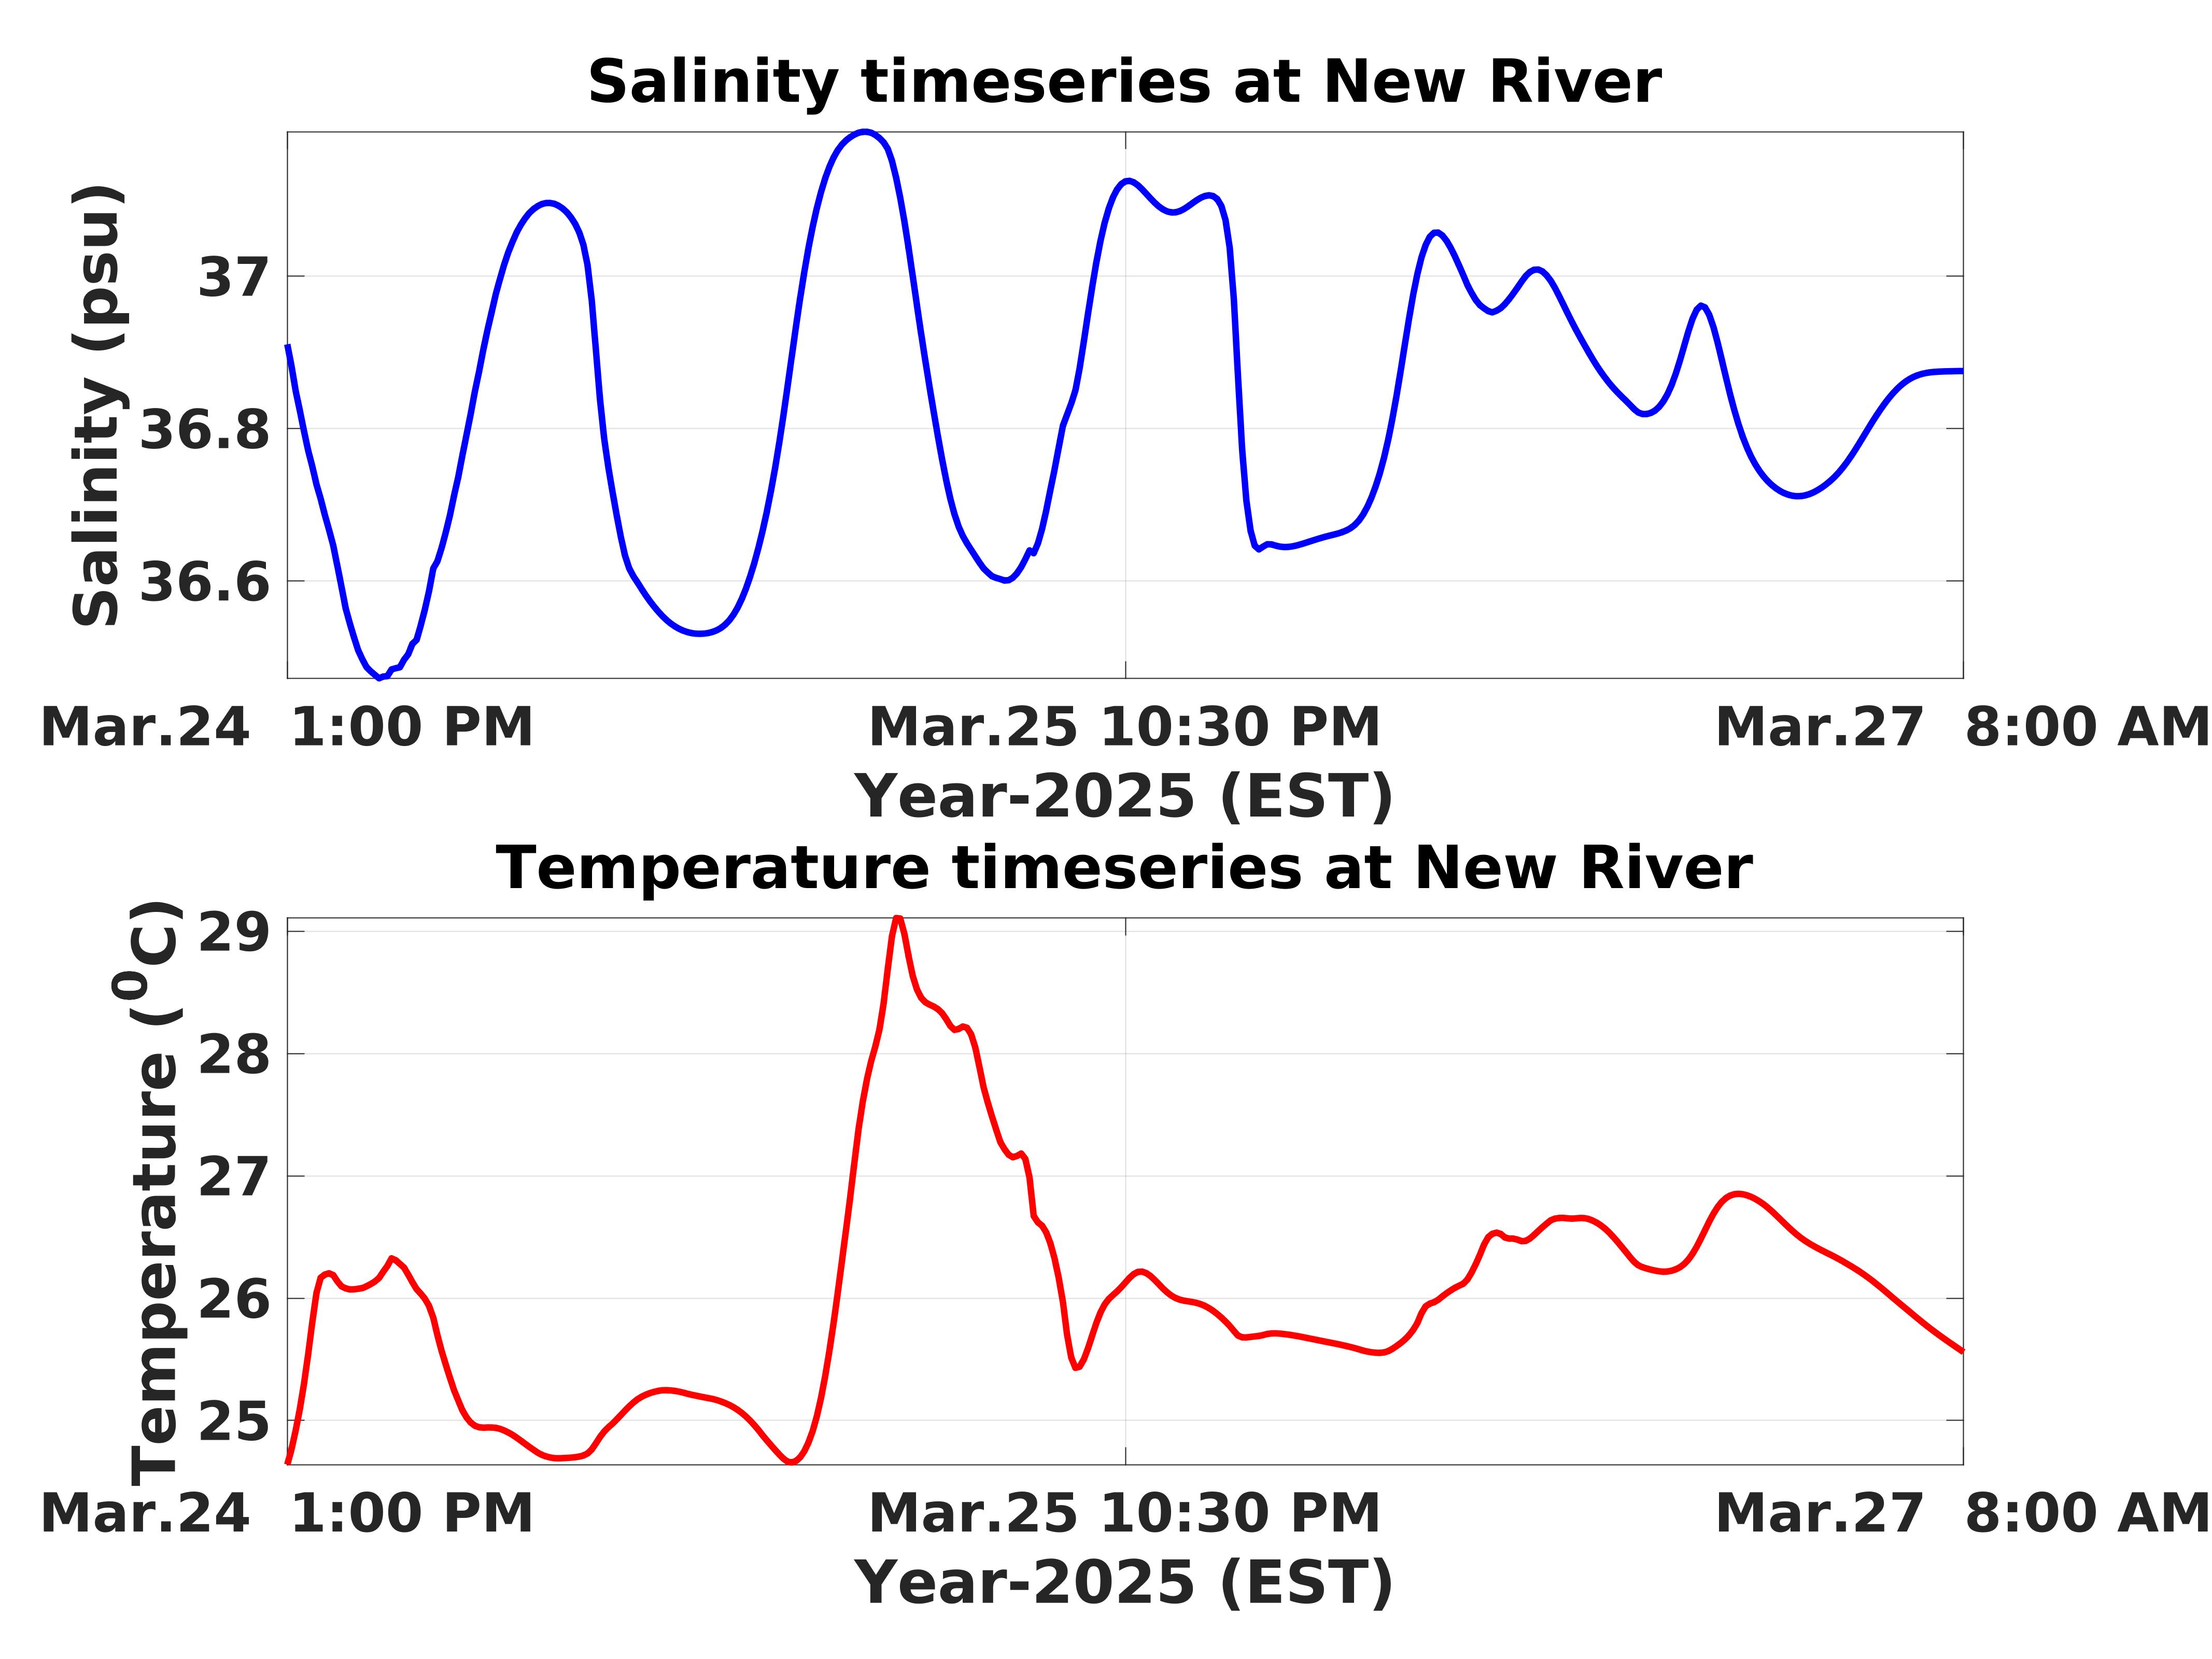 Salinity timeseries at New River
Salinity (psu)
37
36.8
36.6
Mar.24 1:00 PM Mar.25 10:30 PM Mar.27 8:00 AM
Year-2025 (EST)
Temperature timeseries at New River
Temperature (⁰C)
29
28
27
26
25
Mar.24 1:00 PM Mar.25 10:30 PM Mar.27 8:00 AM
Year-2025 (EST)